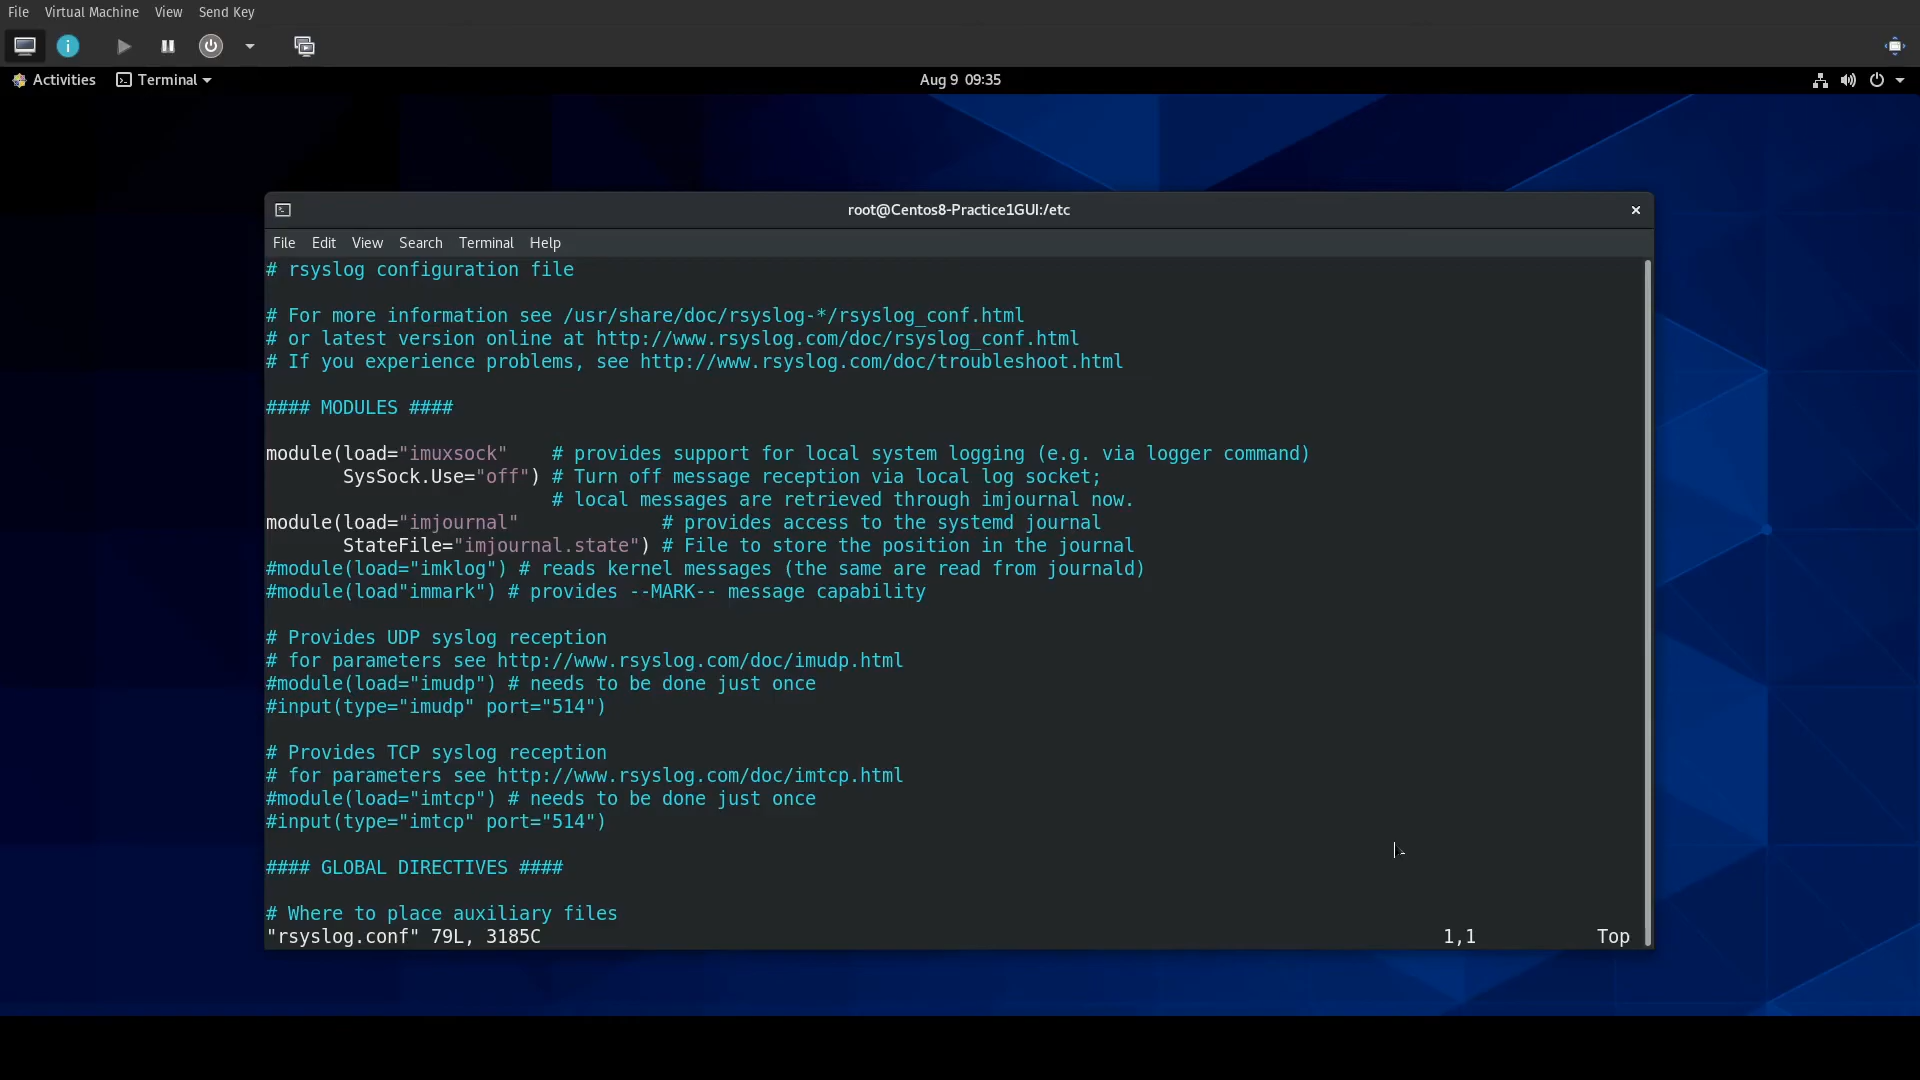 File Virtual Machine View Send Key
Activities Terminal Aug 9 09:35
root@Centos8-Practice1GUI:/etc
File Edit View Search Terminal Help
# rsyslog configuration file
# For more information see /usr/share/doc/rsyslog-*/rsyslog_conf.html
# or latest version online at http://www.rsyslog.com/doc/rsyslog_conf.html
# If you experience problems, see http://www.rsyslog.com/doc/troubleshoot.html
#### MODULES ####
module(load="imuxsock"    # provides support for local system logging (e.g. via logger command)
       SysSock.Use="off") # Turn off message reception via local log socket;
                          # local messages are retrieved through imjournal now.
module(load="imjournal"             # provides access to the systemd journal
       StateFile="imjournal.state") # File to store the position in the journal
#module(load="imklog") # reads kernel messages (the same are read from journald)
#module(load"immark") # provides --MARK-- message capability
# Provides UDP syslog reception
# for parameters see http://www.rsyslog.com/doc/imudp.html
#module(load="imudp") # needs to be done just once
#input(type="imudp" port="514")
# Provides TCP syslog reception
# for parameters see http://www.rsyslog.com/doc/imtcp.html
#module(load="imtcp") # needs to be done just once
#input(type="imtcp" port="514")
#### GLOBAL DIRECTIVES ####
# Where to place auxiliary files
"rsyslog.conf" 79L, 3185C 1,1 Top